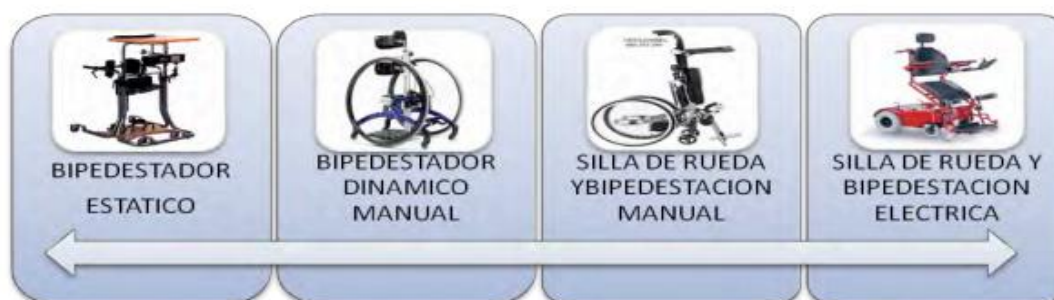 BIPEDESTADOR
ESTATICO
BIPEDESTADOR
DINAMICO
MANUAL
SILLA DE RUEDA
YBIPEDESTACION
MANUAL
SILLA DE RUEDA Y
BIPEDESTACION
ELECTRICA